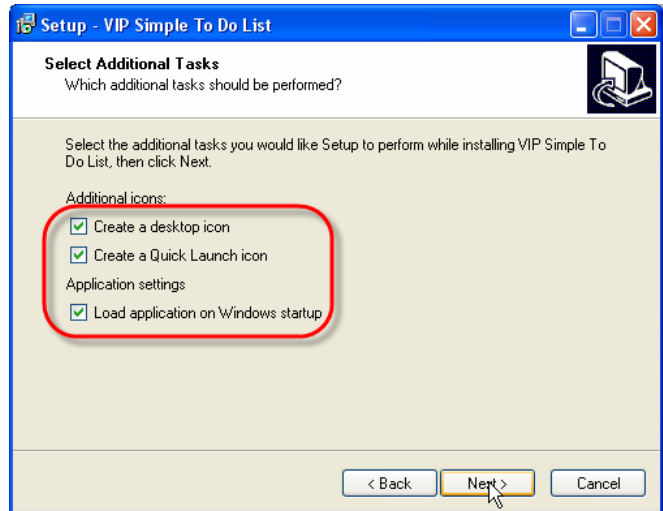 Setup - VIP Simple To Do List
Select Additional Tasks
Which additional tasks should be performed?
Select the additional tasks you would like Setup to perform while installing VIP Simple To
Do List, then click Next.
Additional icons:
Create a desktop icon
Create a Quick Launch icon
Application settings
Load application on Windows startup
< Back Next > Cancel